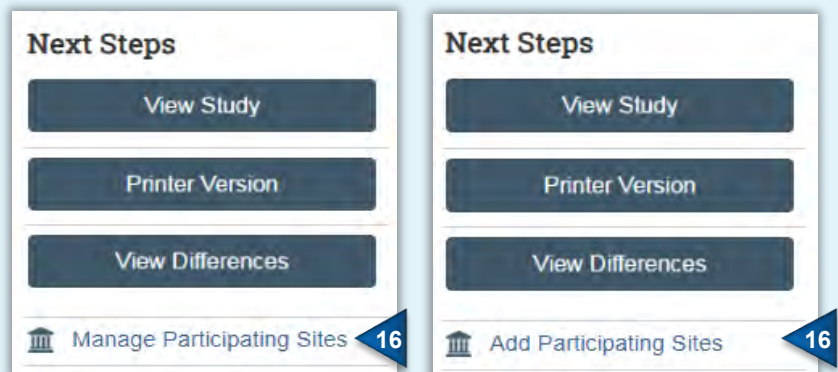 Next Steps
View Study
Printer Version
View Differences
Manage Participating Sites 16
Next Steps
View Study
Printer Version
View Differences
Add Participating Sites 16